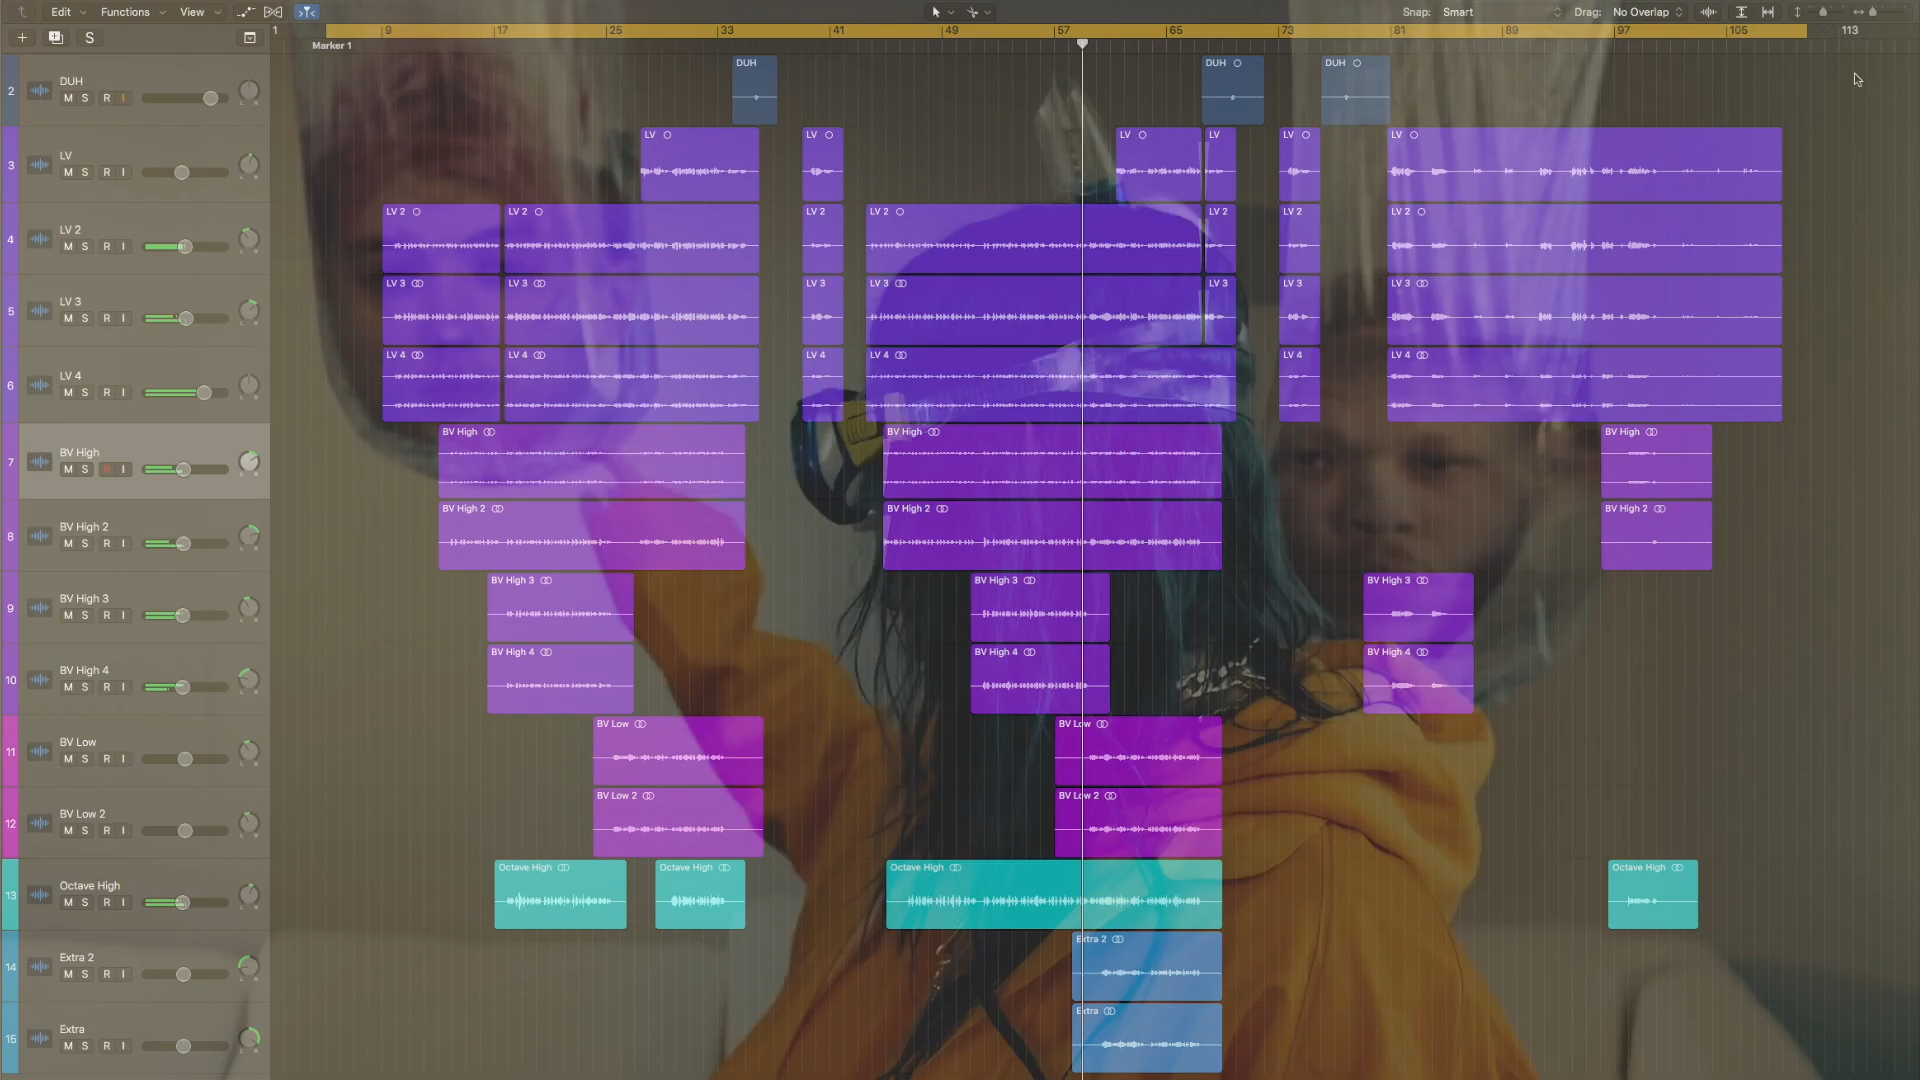 Edit Functions View Snap: Smart Drag: No Overlap
1 9 17 25 33 41 49 57 65 73 81 89 97 105 113
S
Marker 1
2 DUH M S R I DUH DUH DUH
3 LV M S R I LV LV LV LV LV LV
4 LV 2 M S R I LV 2 LV 2 LV 2 LV 2 LV 2 LV 2 LV 2
5 LV 3 M S R I LV 3 LV 3 LV 3 LV 3 LV 3 LV 3 LV 3
6 LV 4 M S R I LV 4 LV 4 LV 4 LV 4 LV 4 LV 4
7 BV High M S R I BV High BV High BV High
8 BV High 2 M S R I BV High 2 BV High 2 BV High 2
9 BV High 3 M S R I BV High 3 BV High 3 BV High 3
10 BV High 4 M S R I BV High 4 BV High 4 BV High 4
11 BV Low M S R I BV Low BV Low
12 BV Low 2 M S R I BV Low 2 BV Low 2
13 Octave High M S R I Octave High Octave High Octave High Octave High
14 Extra 2 M S R I Extra 2
15 Extra M S R I Extra